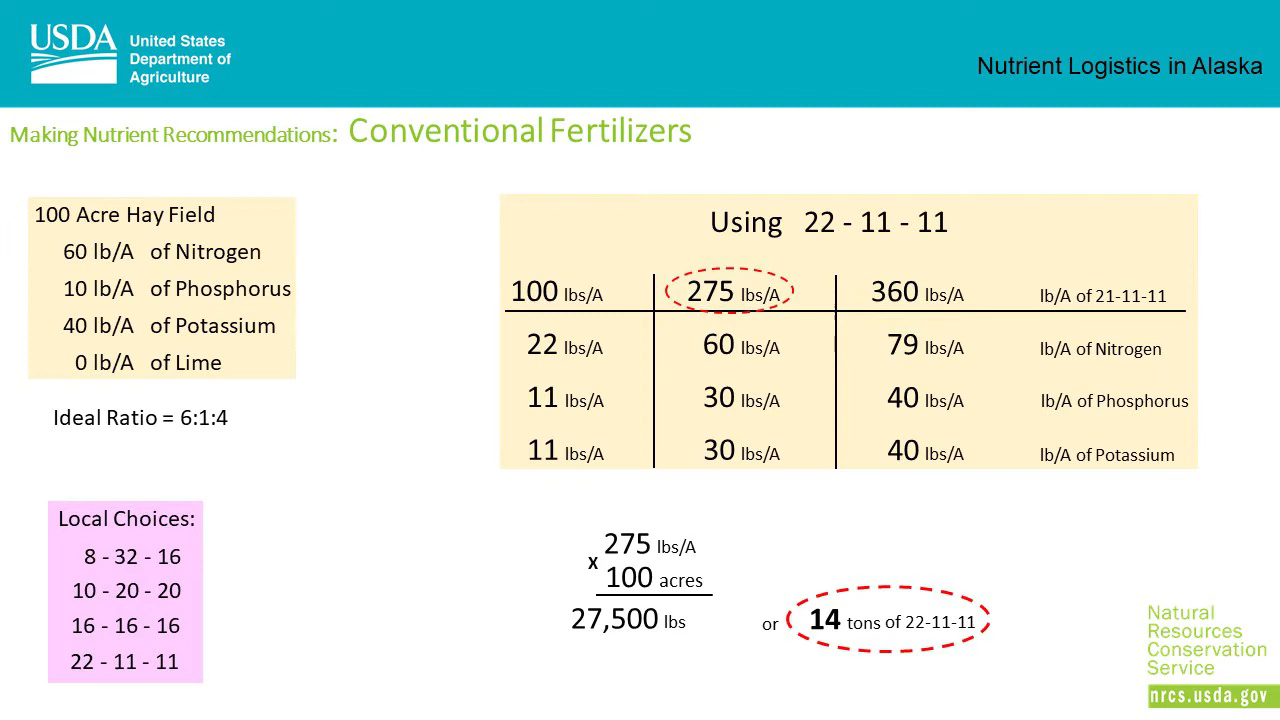 USDA
United States
Department of
Agriculture
Nutrient Logistics in Alaska
Making Nutrient Recommendations: Conventional Fertilizers
100 Acre Hay Field
60 lb/A of Nitrogen
10 lb/A of Phosphorus
40 lb/A of Potassium
0 lb/A of Lime
Ideal Ratio = 6:1:4
Local Choices:
8 - 32 - 16
10 - 20 - 20
16 - 16 - 16
22 - 11 - 11
Using 22 - 11 - 11
100 lbs/A 275 lbs/A 360 lbs/A lb/A of 21-11-11
22 lbs/A 60 lbs/A 79 lbs/A lb/A of Nitrogen
11 lbs/A 30 lbs/A 40 lbs/A lb/A of Phosphorus
11 lbs/A 30 lbs/A 40 lbs/A lb/A of Potassium
275 lbs/A
x 100 acres
27,500 lbs or 14 tons of 22-11-11
Natural
Resources
Conservation
Service
nrcs.usda.gov